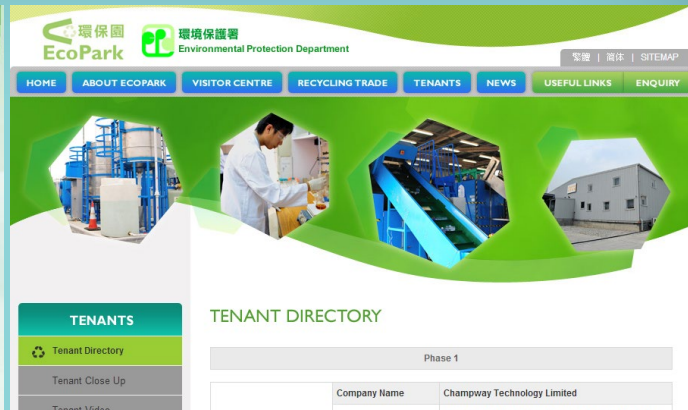 環保園
EcoPark
環境保護署
Environmental Protection Department
繁體 | 简体 | SITEMAP
HOME
ABOUT ECOPARK
VISITOR CENTRE
RECYCLING TRADE
TENANTS
NEWS
USEFUL LINKS
ENQUIRY
TENANTS
Tenant Directory
Tenant Close Up
Tenant Video
TENANT DIRECTORY
Phase 1
Company Name
Champway Technology Limited